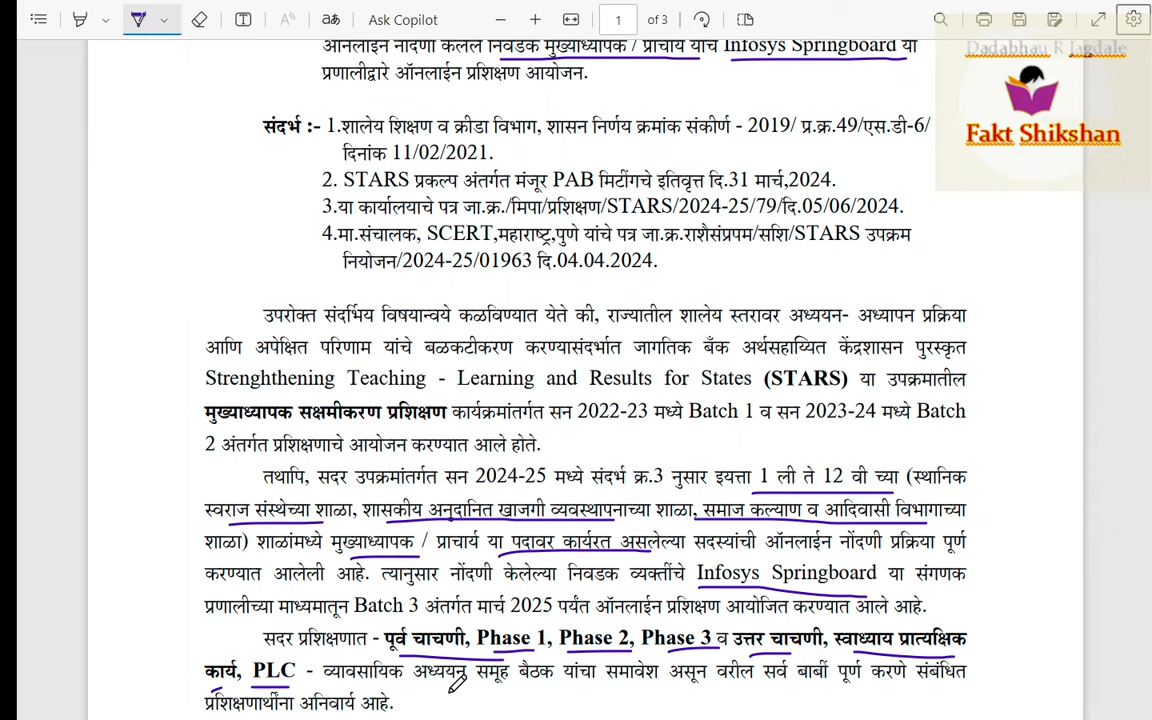 Ask Copilot
1
of 3
ऑनलाईन नोंदणी केलेले निवडक मुख्याध्यापक / प्राचार्य यांचे Infosys Springboard या
प्रणालीद्वारे ऑनलाईन प्रशिक्षण आयोजन.
Dadabhau R Jagdale
Fakt Shikshan
संदर्भ :- 1.शालेय शिक्षण व क्रीडा विभाग, शासन निर्णय क्रमांक संकीर्ण - 2019/ प्र.क्र.49/एस.डी-6/
दिनांक 11/02/2021.
2. STARS प्रकल्प अंतर्गत मंजूर PAB मिटींगचे इतिवृत्त दि.31 मार्च,2024.
3.या कार्यालयाचे पत्र जा.क्र./मिपा/प्रशिक्षण/STARS/2024-25/79/दि.05/06/2024.
4.मा.संचालक, SCERT,महाराष्ट्र,पुणे यांचे पत्र जा.क्र.राशैसंप्रपम/सशि/STARS उपक्रम
नियोजन/2024-25/01963 दि.04.04.2024.
उपरोक्त संदर्भिय विषयान्वये कळविण्यात येते की, राज्यातील शालेय स्तरावर अध्ययन- अध्यापन प्रक्रिया
आणि अपेक्षित परिणाम यांचे बळकटीकरण करण्यासंदर्भात जागतिक बँक अर्थसहाय्यित केंद्रशासन पुरस्कृत
Strenghthening Teaching - Learning and Results for States (STARS) या उपक्रमातील
मुख्याध्यापक सक्षमीकरण प्रशिक्षण कार्यक्रमांतर्गत सन 2022-23 मध्ये Batch 1 व सन 2023-24 मध्ये Batch
2 अंतर्गत प्रशिक्षणाचे आयोजन करण्यात आले होते.
तथापि, सदर उपक्रमांतर्गत सन 2024-25 मध्ये संदर्भ क्र.3 नुसार इयत्ता 1 ली ते 12 वी च्या (स्थानिक
स्वराज संस्थेच्या शाळा, शासकीय अनुदानित खाजगी व्यवस्थापनाच्या शाळा, समाज कल्याण व आदिवासी विभागाच्या
शाळा) शाळांमध्ये मुख्याध्यापक / प्राचार्य या पदावर कार्यरत असलेल्या सदस्यांची ऑनलाईन नोंदणी प्रक्रिया पूर्ण
करण्यात आलेली आहे. त्यानुसार नोंदणी केलेल्या निवडक व्यक्तींचे Infosys Springboard या संगणक
प्रणालीच्या माध्यमातून Batch 3 अंतर्गत मार्च 2025 पर्यंत ऑनलाईन प्रशिक्षण आयोजित करण्यात आले आहे.
सदर प्रशिक्षणात - पूर्व चाचणी, Phase 1, Phase 2, Phase 3 व उत्तर चाचणी, स्वाध्याय प्रात्यक्षिक
कार्य, PLC - व्यावसायिक अध्ययन समूह बैठक यांचा समावेश असून वरील सर्व बाबीं पूर्ण करणे संबंधित
प्रशिक्षणार्थींना अनिवार्य आहे.